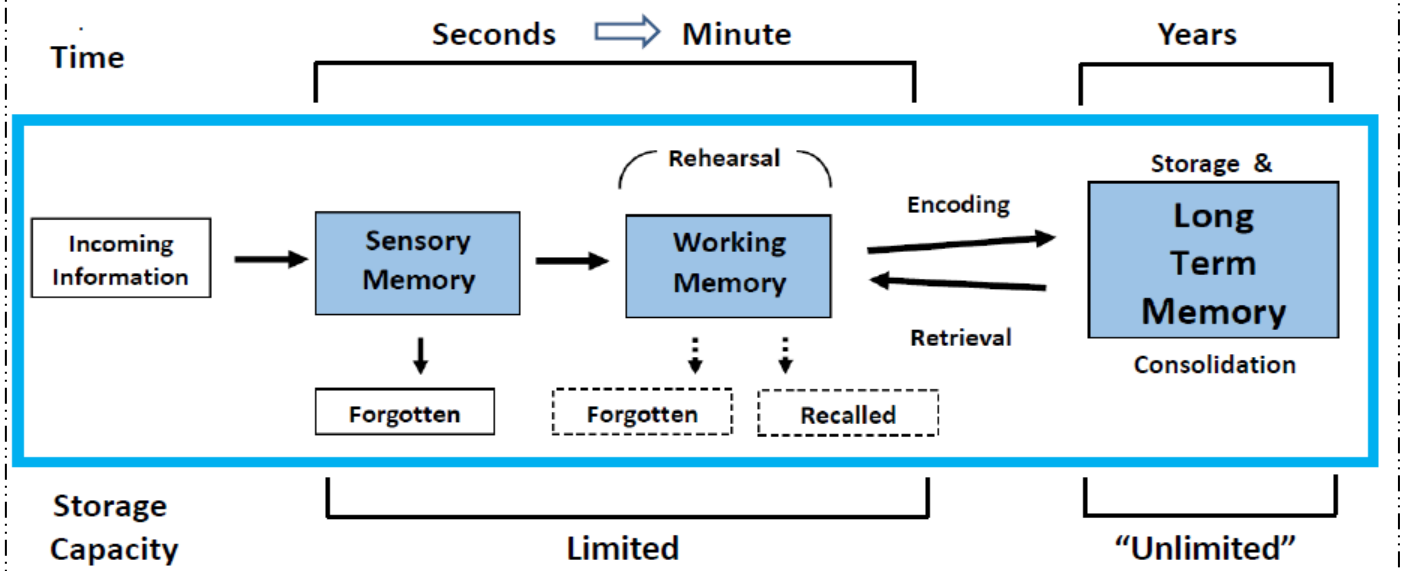 Time
Seconds Minute
Years
Rehearsal
Storage &
Incoming
Information
Sensory
Memory
Working
Memory
Encoding
Retrieval
Long
Term
Memory
Consolidation
Forgotten
Forgotten
Recalled
Storage
Capacity
Limited
“Unlimited”